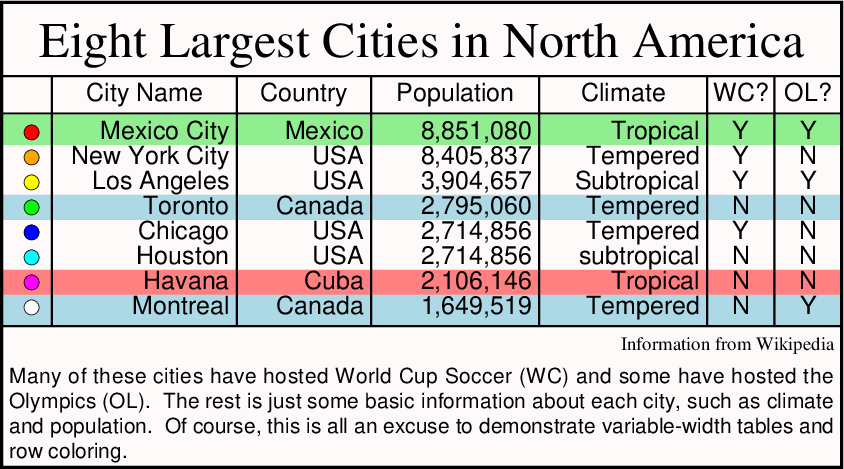 Eight Largest Cities in North America
City Name Country Population Climate WC? OL?
Mexico City Mexico 8,851,080 Tropical Y Y
New York City USA 8,405,837 Tempered Y N
Los Angeles USA 3,904,657 Subtropical Y Y
Toronto Canada 2,795,060 Tempered N N
Chicago USA 2,714,856 Tempered Y N
Houston USA 2,714,856 subtropical N N
Havana Cuba 2,106,146 Tropical N N
Montreal Canada 1,649,519 Tempered N Y
Information from Wikipedia
Many of these cities have hosted World Cup Soccer (WC) and some have hosted the
Olympics (OL). The rest is just some basic information about each city, such as climate
and population. Of course, this is all an excuse to demonstrate variable-width tables and
row coloring.